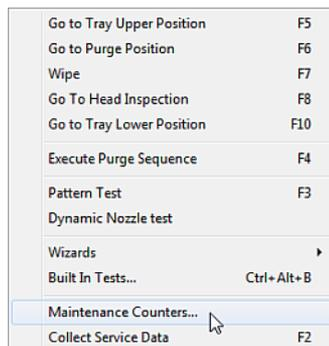 Go to Tray Upper Position F5
Go to Purge Position F6
Wipe F7
Go To Head Inspection F8
Go to Tray Lower Position F10
Execute Purge Sequence F4
Pattern Test F3
Dynamic Nozzle test
Wizards
Built In Tests... Ctrl+Alt+B
Maintenance Counters...
Collect Service Data F2